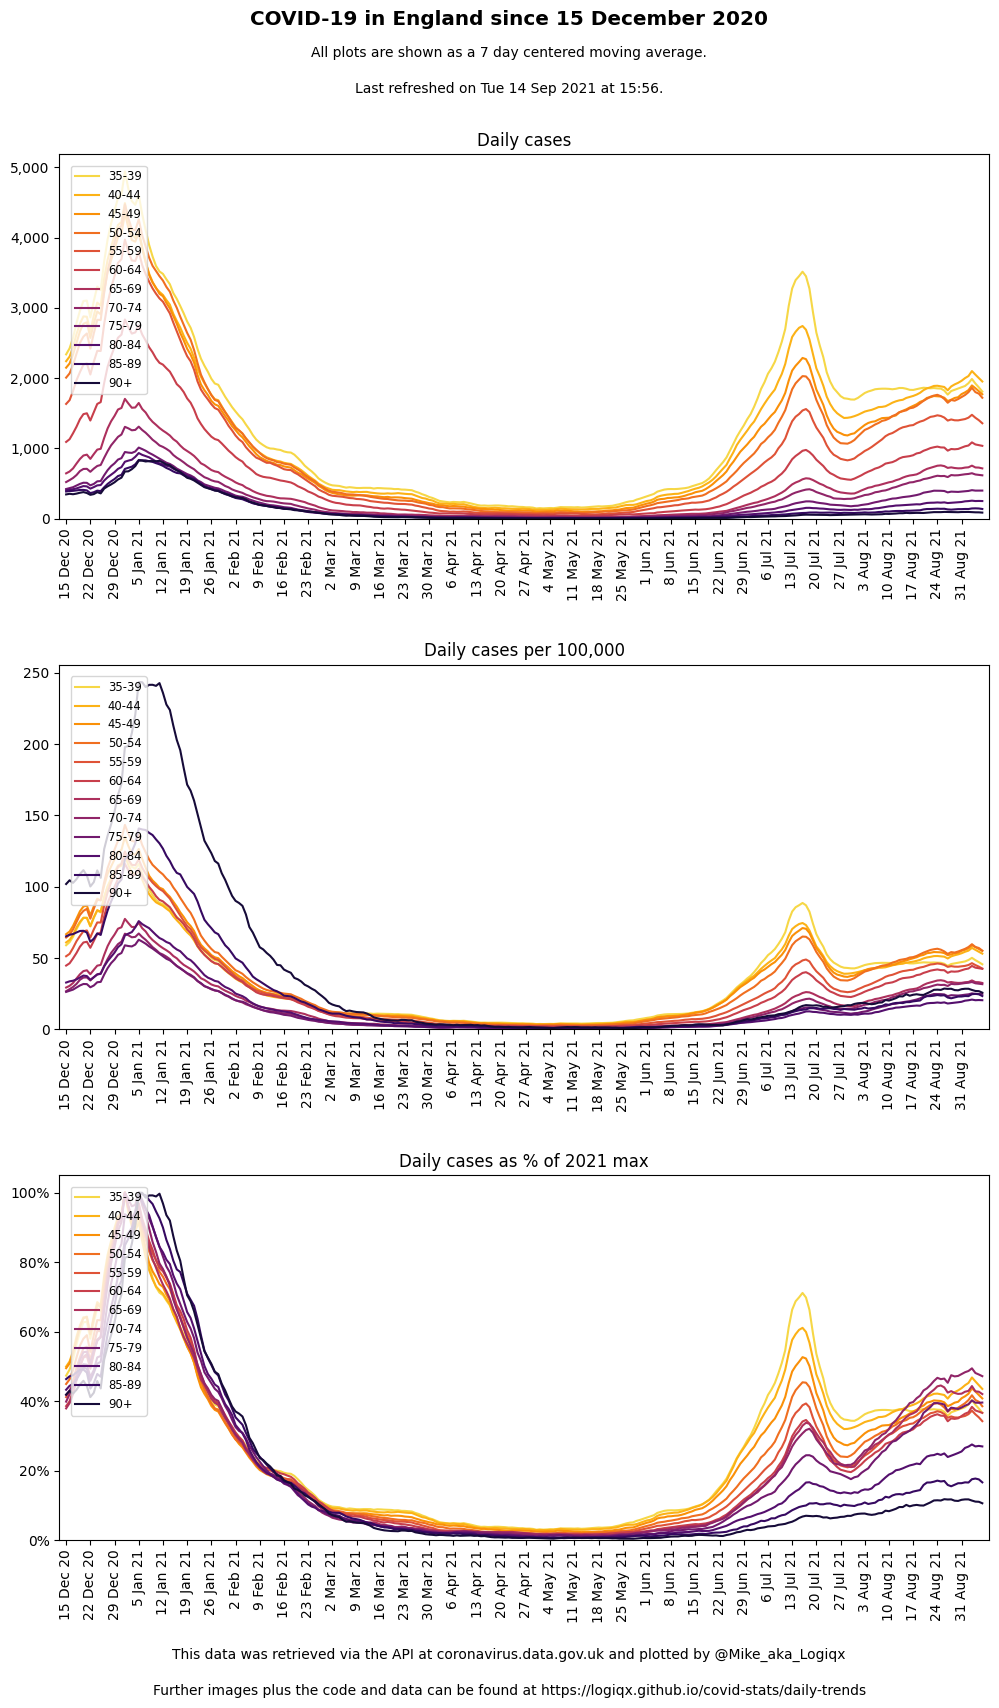 COVID-19 in England since 15 December 2020
All plots are shown as a 7 day centered moving average.
Last refreshed on Tue 14 Sep 2021 at 15:56.
Daily cases
5,000
4,000
3,000
2,000
1,000
0
35-39
40-44
45-49
50-54
55-59
60-64
65-69
70-74
75-79
80-84
85-89
90+
15 Dec 20
22 Dec 20
29 Dec 20
5 Jan 21
12 Jan 21
19 Jan 21
26 Jan 21
2 Feb 21
9 Feb 21
16 Feb 21
23 Feb 21
2 Mar 21
9 Mar 21
16 Mar 21
23 Mar 21
30 Mar 21
6 Apr 21
13 Apr 21
20 Apr 21
27 Apr 21
4 May 21
11 May 21
18 May 21
25 May 21
1 Jun 21
8 Jun 21
15 Jun 21
22 Jun 21
29 Jun 21
6 Jul 21
13 Jul 21
20 Jul 21
27 Jul 21
3 Aug 21
10 Aug 21
17 Aug 21
24 Aug 21
31 Aug 21
Daily cases per 100,000
250
200
150
100
50
0
35-39
40-44
45-49
50-54
55-59
60-64
65-69
70-74
75-79
80-84
85-89
90+
15 Dec 20
22 Dec 20
29 Dec 20
5 Jan 21
12 Jan 21
19 Jan 21
26 Jan 21
2 Feb 21
9 Feb 21
16 Feb 21
23 Feb 21
2 Mar 21
9 Mar 21
16 Mar 21
23 Mar 21
30 Mar 21
6 Apr 21
13 Apr 21
20 Apr 21
27 Apr 21
4 May 21
11 May 21
18 May 21
25 May 21
1 Jun 21
8 Jun 21
15 Jun 21
22 Jun 21
29 Jun 21
6 Jul 21
13 Jul 21
20 Jul 21
27 Jul 21
3 Aug 21
10 Aug 21
17 Aug 21
24 Aug 21
31 Aug 21
Daily cases as % of 2021 max
100%
80%
60%
40%
20%
0%
35-39
40-44
45-49
50-54
55-59
60-64
65-69
70-74
75-79
80-84
85-89
90+
15 Dec 20
22 Dec 20
29 Dec 20
5 Jan 21
12 Jan 21
19 Jan 21
26 Jan 21
2 Feb 21
9 Feb 21
16 Feb 21
23 Feb 21
2 Mar 21
9 Mar 21
16 Mar 21
23 Mar 21
30 Mar 21
6 Apr 21
13 Apr 21
20 Apr 21
27 Apr 21
4 May 21
11 May 21
18 May 21
25 May 21
1 Jun 21
8 Jun 21
15 Jun 21
22 Jun 21
29 Jun 21
6 Jul 21
13 Jul 21
20 Jul 21
27 Jul 21
3 Aug 21
10 Aug 21
17 Aug 21
24 Aug 21
31 Aug 21
This data was retrieved via the API at coronavirus.data.gov.uk and plotted by @Mike_aka_Logiqx
Further images plus the code and data can be found at https://logiqx.github.io/covid-stats/daily-trends